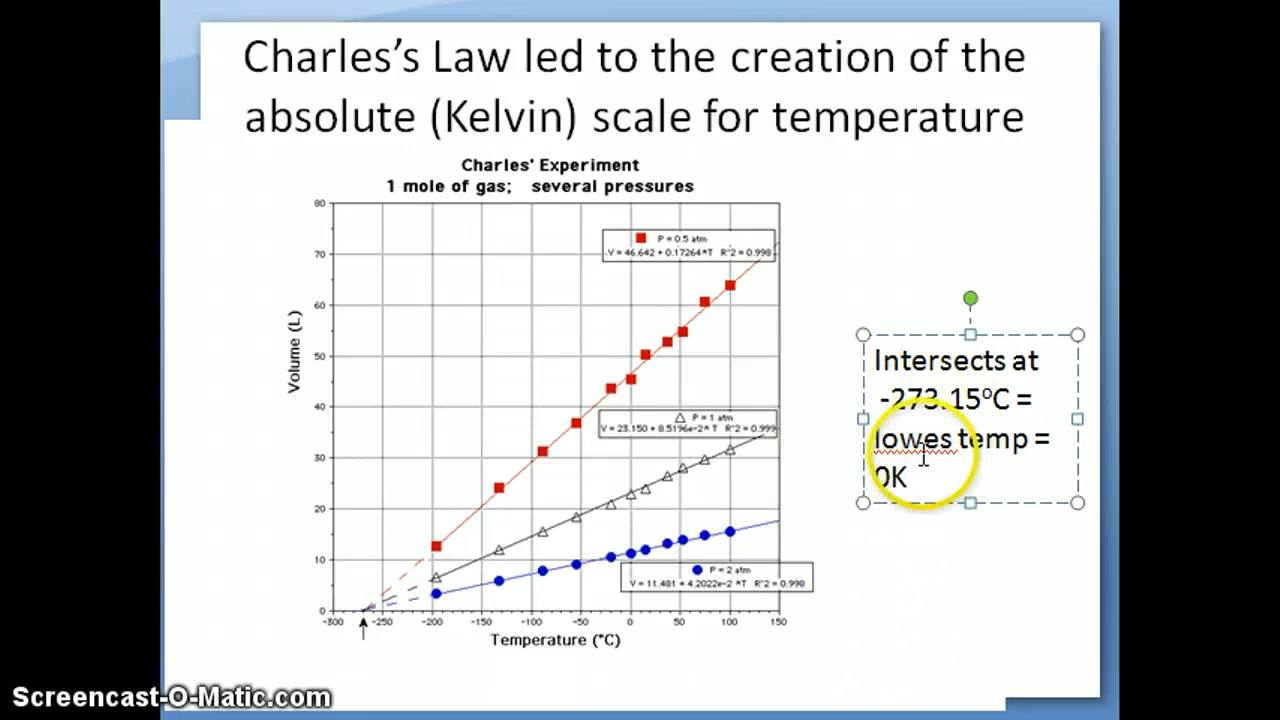 Charles’s Law led to the creation of the
absolute (Kelvin) scale for temperature
Charles' Experiment
1 mole of gas; several pressures
80
70
60
50
40
30
20
10
0
Volume (L)
P = 0.5 atm
V = 46.642 + 0.17264*T R^2 = 0.998
P = 1 atm
V = 23.150 + 8.5196e-2* T R^2 = 0.999
P = 2 atm
V = 11.481 + 4.2022e-2 *T R^2 = 0.998
-300 -250 -200 -150 -100 -50 0 50 100 150
Temperature (°C)
Intersects at
-273.15°C =
lowes temp =
0K
Screencast-O-Matic.com